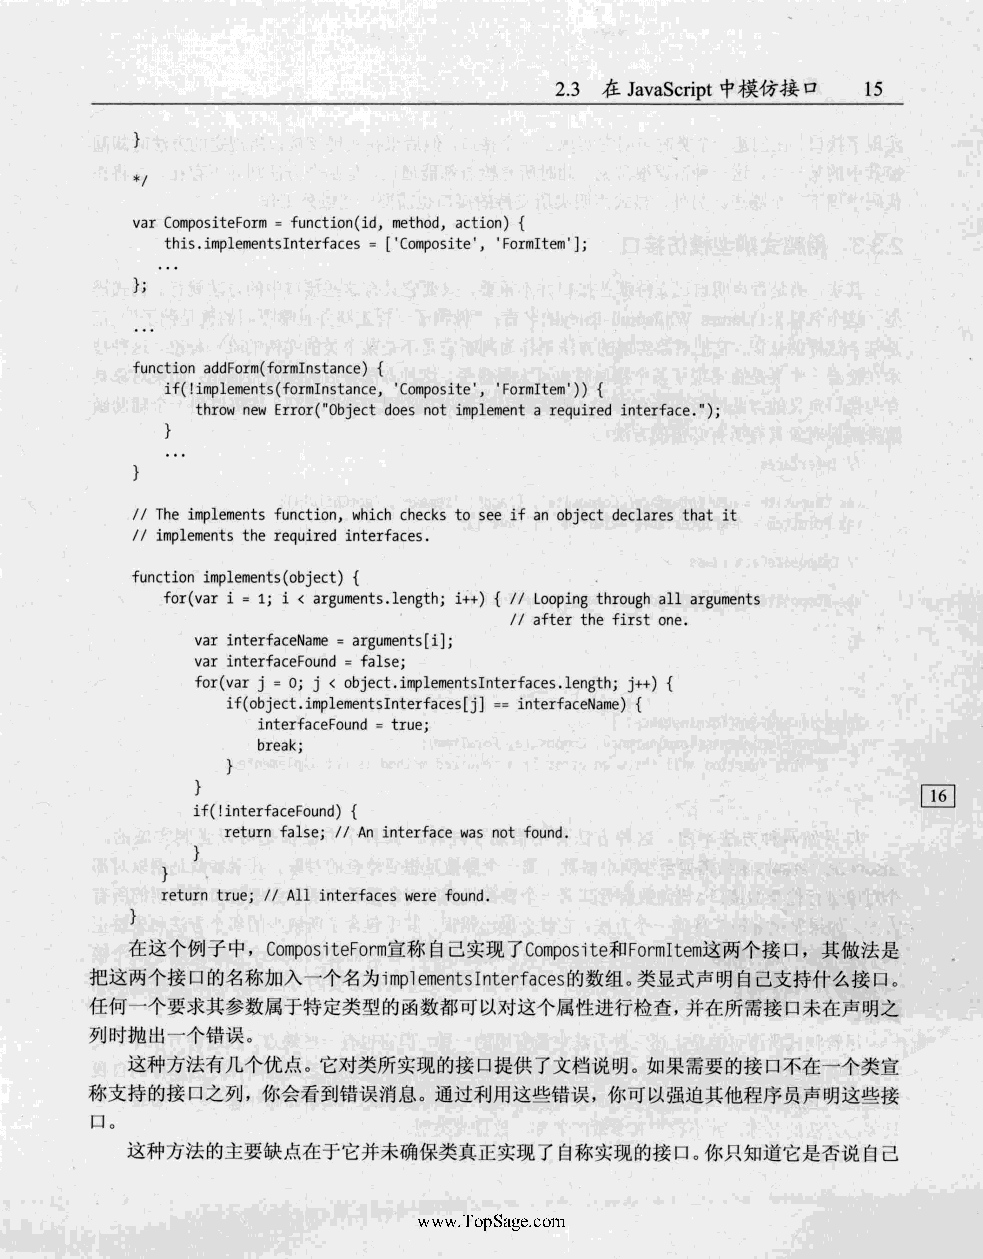 2.3 在 JavaScript 中模仿接口 15
}
*/
var CompositeForm = function(id, method, action) {
this.implementsInterfaces = ['Composite', 'FormItem'];
...
};
...
function addForm(formInstance) {
if(!implements(formInstance, 'Composite', 'FormItem')) {
throw new Error("Object does not implement a required interface.");
}
...
}
// The implements function, which checks to see if an object declares that it
// implements the required interfaces.
function implements(object) {
for(var i = 1; i < arguments.length; i++) { // Looping through all arguments
// after the first one.
var interfaceName = arguments[i];
var interfaceFound = false;
for(var j = 0; j < object.implementsInterfaces.length; j++) {
if(object.implementsInterfaces[j] == interfaceName) {
interfaceFound = true;
break;
}
}
16
if(!interfaceFound) {
return false; // An interface was not found.
}
}
return true; // All interfaces were found.
}
在这个例子中，CompositeForm宣称自己实现了Composite和FormItem这两个接口，其做法是
把这两个接口的名称加入一个名为implementsInterfaces的数组。类显式声明自己支持什么接口。
任何一个要求其参数属于特定类型的函数都可以对这个属性进行检查，并在所需接口未在声明之
列时抛出一个错误。
这种方法有几个优点。它对类所实现的接口提供了文档说明。如果需要的接口不在一个类宣
称支持的接口之列，你会看到错误消息。通过利用这些错误，你可以强迫其他程序员声明这些接
口。
这种方法的主要缺点在于它并未确保类真正实现了自称实现的接口。你只知道它是否说自己
www.TopSage.com